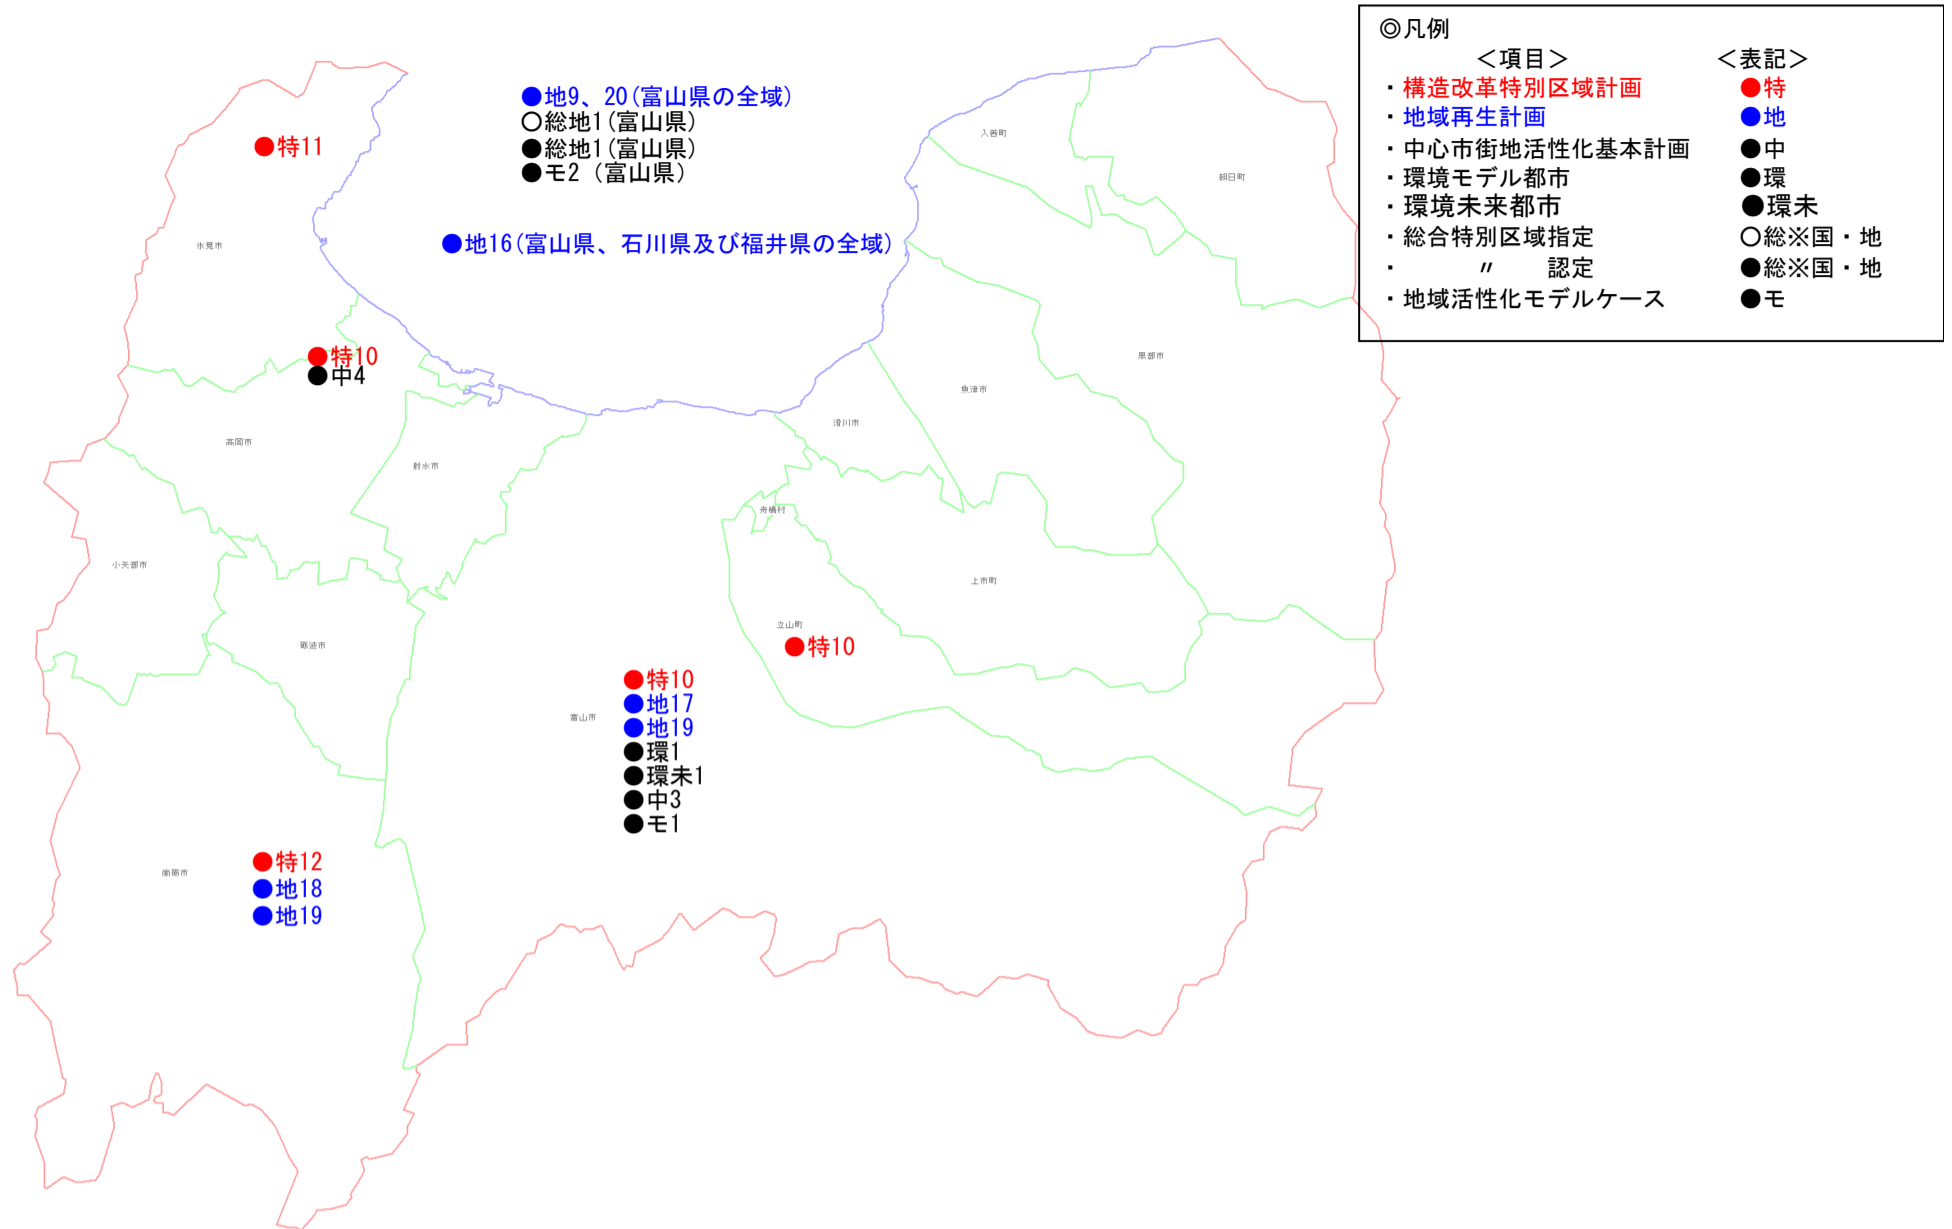 ◎凡例
＜項目＞ ＜表記＞
・構造改革特別区域計画 ●特
・地域再生計画 ●地
・中心市街地活性化基本計画 ●中
・環境モデル都市 ●環
・環境未来都市 ●環未
・総合特別区域指定 ○総※国・地
・　〃　認定 ●総※国・地
・地域活性化モデルケース ●モ
●地9、20(富山県の全域)
○総地1(富山県)
●総地1(富山県)
●モ2 (富山県)
●地16(富山県、石川県及び福井県の全域)
●特11
氷見市
入善町
朝日町
●特10
●中4
高岡市
射水市
滑川市
魚津市
黒部市
舟橋村
上市町
小矢部市
砺波市
立山町
●特10
富山市
●特10
●地17
●地19
●環1
●環未1
●中3
●モ1
南砺市
●特12
●地18
●地19